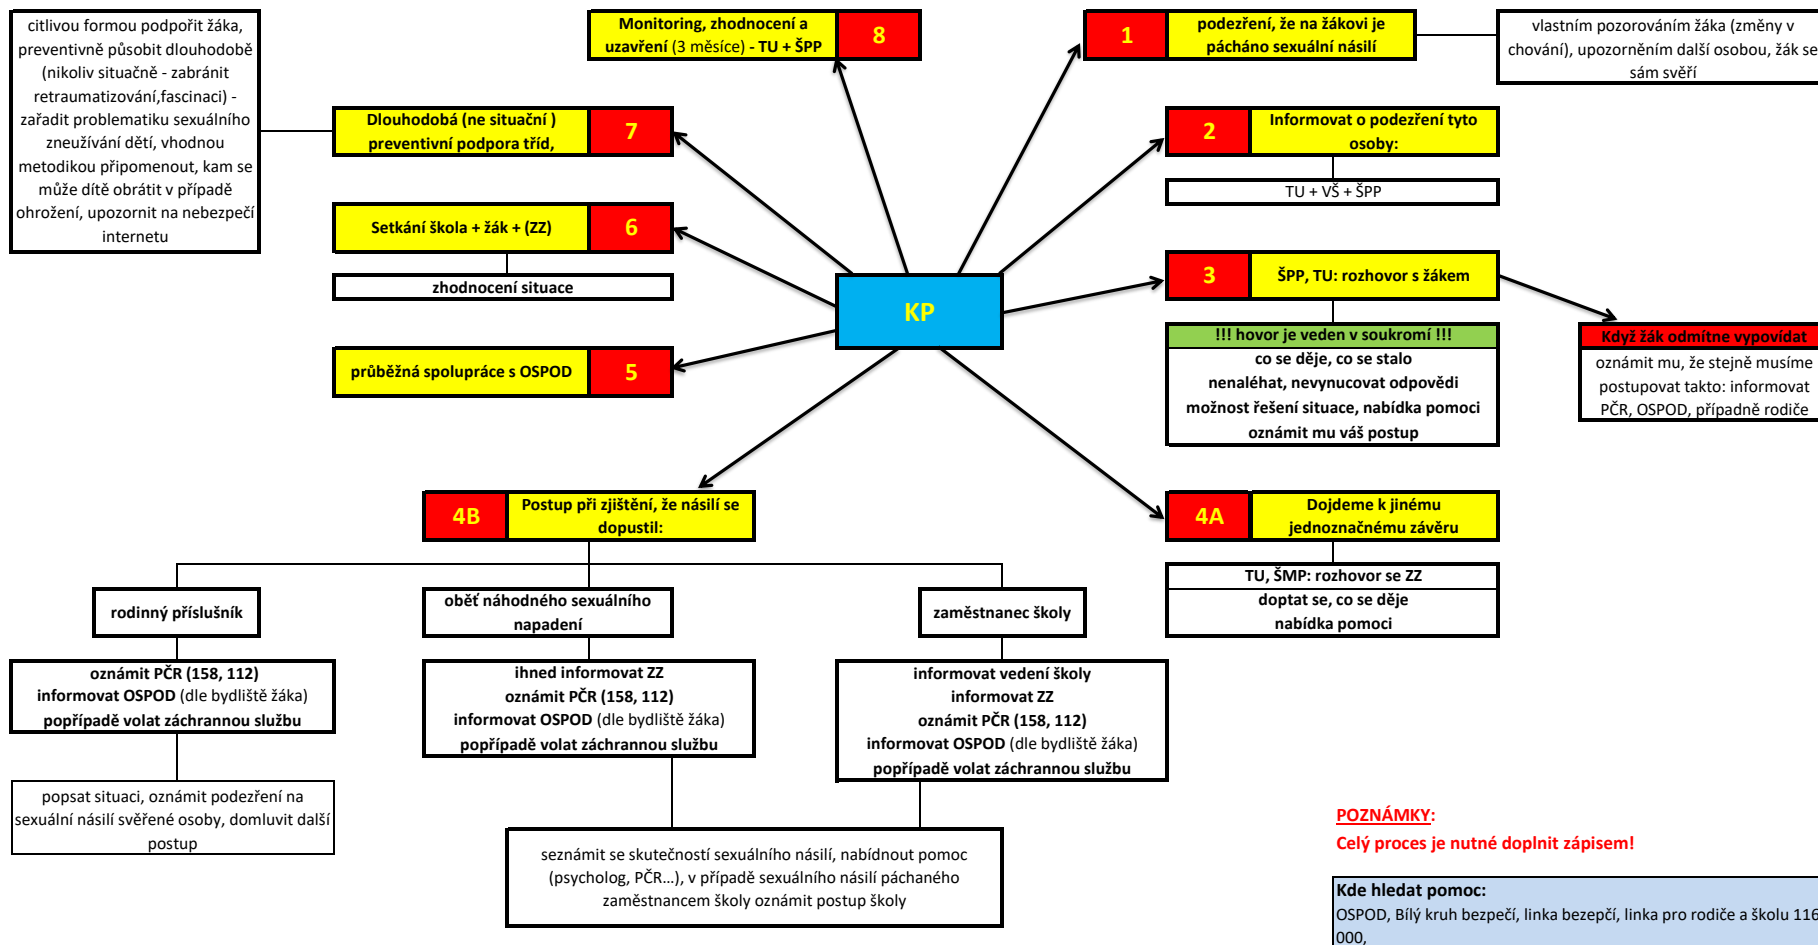 citlivou formou podpořit žáka,
preventivně působit dlouhodobě
(nikoliv situačně - zabránit
retraumatizování,fascinaci) -
zařadit problematiku sexuálního
zneužívání dětí, vhodnou
metodikou připomenout, kam se
může dítě obrátit v případě
ohrožení, upozornit na nebezpečí
internetu
Monitoring, zhodnocení a
uzavření (3 měsíce) - TU + ŠPP
8
1
podezření, že na žákovi je
pácháno sexuální násilí
vlastním pozorováním žáka (změny v
chování), upozorněním další osobou, žák se
sám svěří
Dlouhodobá (ne situační )
preventivní podpora tříd,
7
2
Informovat o podezření tyto
osoby:
TU + VŠ + ŠPP
Setkání škola + žák + (ZZ)
6
zhodnocení situace
KP
3
ŠPP, TU: rozhovor s žákem
!!! hovor je veden v soukromí !!!
co se děje, co se stalo
nenaléhat, nevynucovat odpovědi
možnost řešení situace, nabídka pomoci
oznámit mu váš postup
Když žák odmítne vypovídat
oznámit mu, že stejně musíme
postupovat takto: informovat
PČR, OSPOD, případně rodiče
průběžná spolupráce s OSPOD
5
4B
Postup při zjištění, že násilí se
dopustil:
4A
Dojdeme k jinému
jednoznačnému závěru
TU, ŠMP: rozhovor se ZZ
doptat se, co se děje
nabídka pomoci
rodinný příslušník
oběť náhodného sexuálního
napadení
zaměstnanec školy
oznámit PČR (158, 112)
informovat OSPOD (dle bydliště žáka)
popřípadě volat záchrannou službu
ihned informovat ZZ
oznámit PČR (158, 112)
informovat OSPOD (dle bydliště žáka)
popřípadě volat záchrannou službu
informovat vedení školy
informovat ZZ
oznámit PČR (158, 112)
informovat OSPOD (dle bydliště žáka)
popřípadě volat záchrannou službu
popsat situaci, oznámit podezření na
sexuální násilí svěřené osoby, domluvit další
postup
seznámit se skutečností sexuálního násilí, nabídnout pomoc
(psycholog, PČR...), v případě sexuálního násilí páchaného
zaměstnancem školy oznámit postup školy
POZNÁMKY:
Celý proces je nutné doplnit zápisem!
Kde hledat pomoc:
OSPOD, Bílý kruh bezpečí, linka bezepčí, linka pro rodiče a školu 116
000,